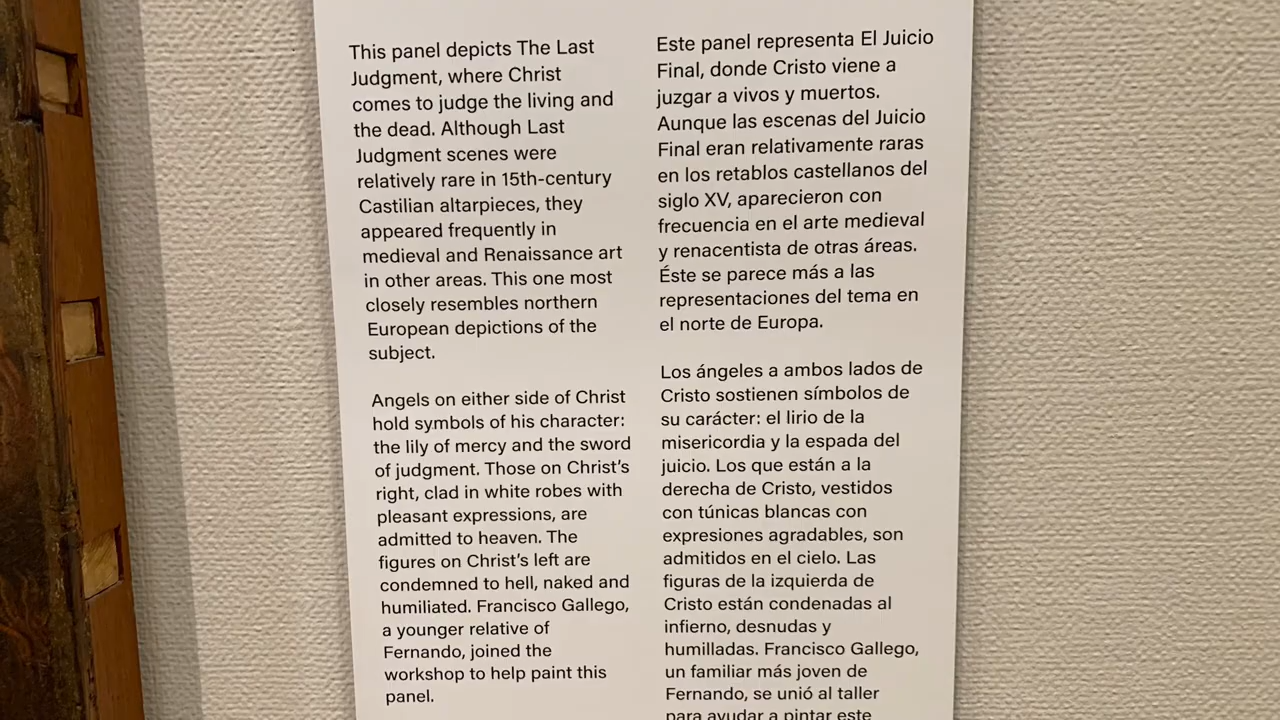 This panel depicts The Last
Judgment, where Christ
comes to judge the living and
the dead. Although Last
Judgment scenes were
relatively rare in 15th-century
Castilian altarpieces, they
appeared frequently in
medieval and Renaissance art
in other areas. This one most
closely resembles northern
European depictions of the
subject.
Angels on either side of Christ
hold symbols of his character:
the lily of mercy and the sword
of judgment. Those on Christ's
right, clad in white robes with
pleasant expressions, are
admitted to heaven. The
figures on Christ's left are
condemned to hell, naked and
humiliated. Francisco Gallego,
a younger relative of
Fernando, joined the
workshop to help paint this
panel.
Este panel representa El Juicio
Final, donde Cristo viene a
juzgar a vivos y muertos.
Aunque las escenas del Juicio
Final eran relativamente raras
en los retablos castellanos del
siglo XV, aparecieron con
frecuencia en el arte medieval
y renacentista de otras áreas.
Éste se parece más a las
representaciones del tema en
el norte de Europa.
Los ángeles a ambos lados de
Cristo sostienen símbolos de
su carácter: el lirio de la
misericordia y la espada del
juicio. Los que están a la
derecha de Cristo, vestidos
con túnicas blancas con
expresiones agradables, son
admitidos en el cielo. Las
figuras de la izquierda de
Cristo están condenadas al
infierno, desnudas y
humilladas. Francisco Gallego,
un familiar más joven de
Fernando, se unió al taller
para ayudar a pintar este